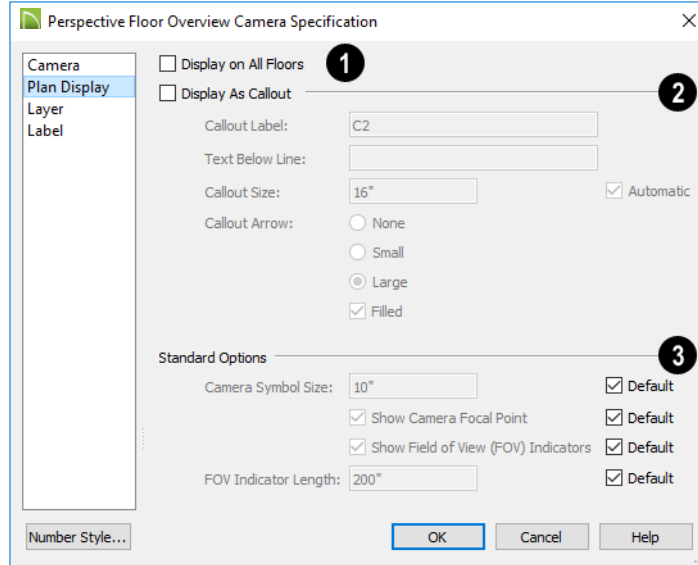 Perspective Floor Overview Camera Specification
Camera
Plan Display
Layer
Label
Display on All Floors
1
Display As Callout
2
Callout Label: C2
Text Below Line:
Callout Size: 16" Automatic
Callout Arrow: None
Small
Large
Filled
Standard Options
3
Camera Symbol Size: 10" Default
Show Camera Focal Point Default
Show Field of View (FOV) Indicators Default
FOV Indicator Length: 200" Default
Number Style... OK Cancel Help